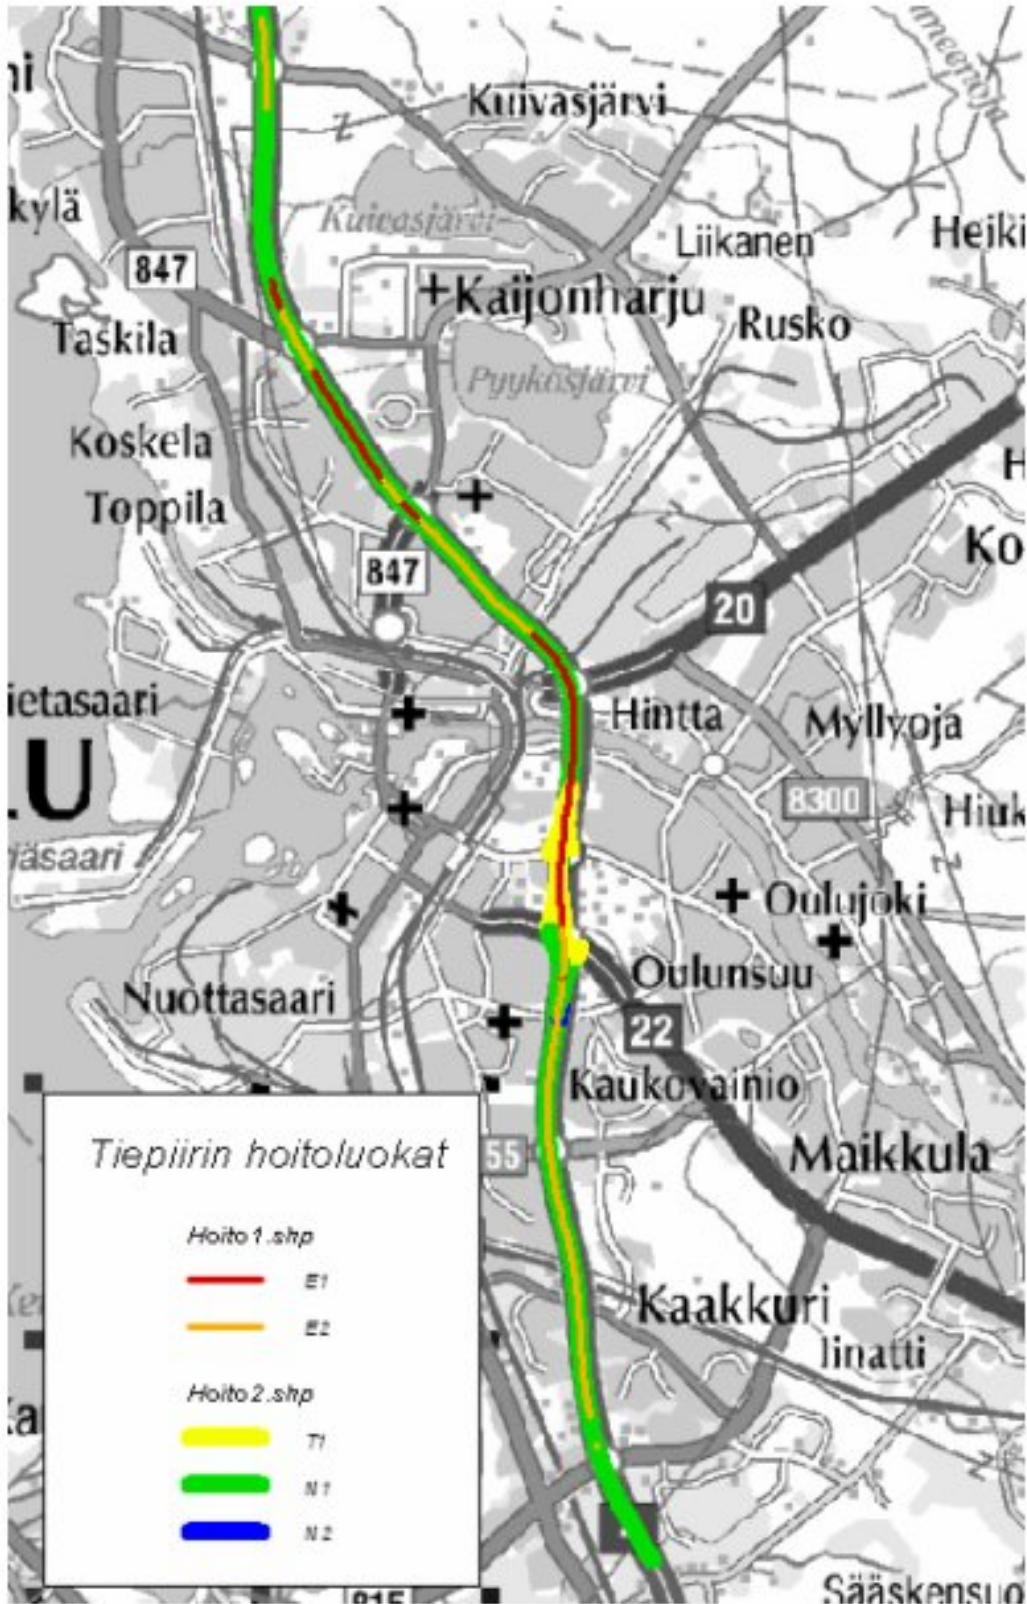 Kuivasjärvi
kylä
Kuivasjärvi
Liikanen
Heiki
847
Kaijonharju
Taskila
Rusko
Pyykösjärvi
Koskela
Toppila
Ko
847
20
ietasaari
Hintta
Myllyoja
LU
8300
Hiuk
jäsaari
Oulujoki
Oulunsuu
Nuottasaari
22
Kaukovainio
Tiepiirin hoitoluokat
55
Maikkula
Hoito1.shp
E1
Kaakkuri
E2
Iinatti
Hoito2.shp
T1
N1
N2
815
Sääskensuo